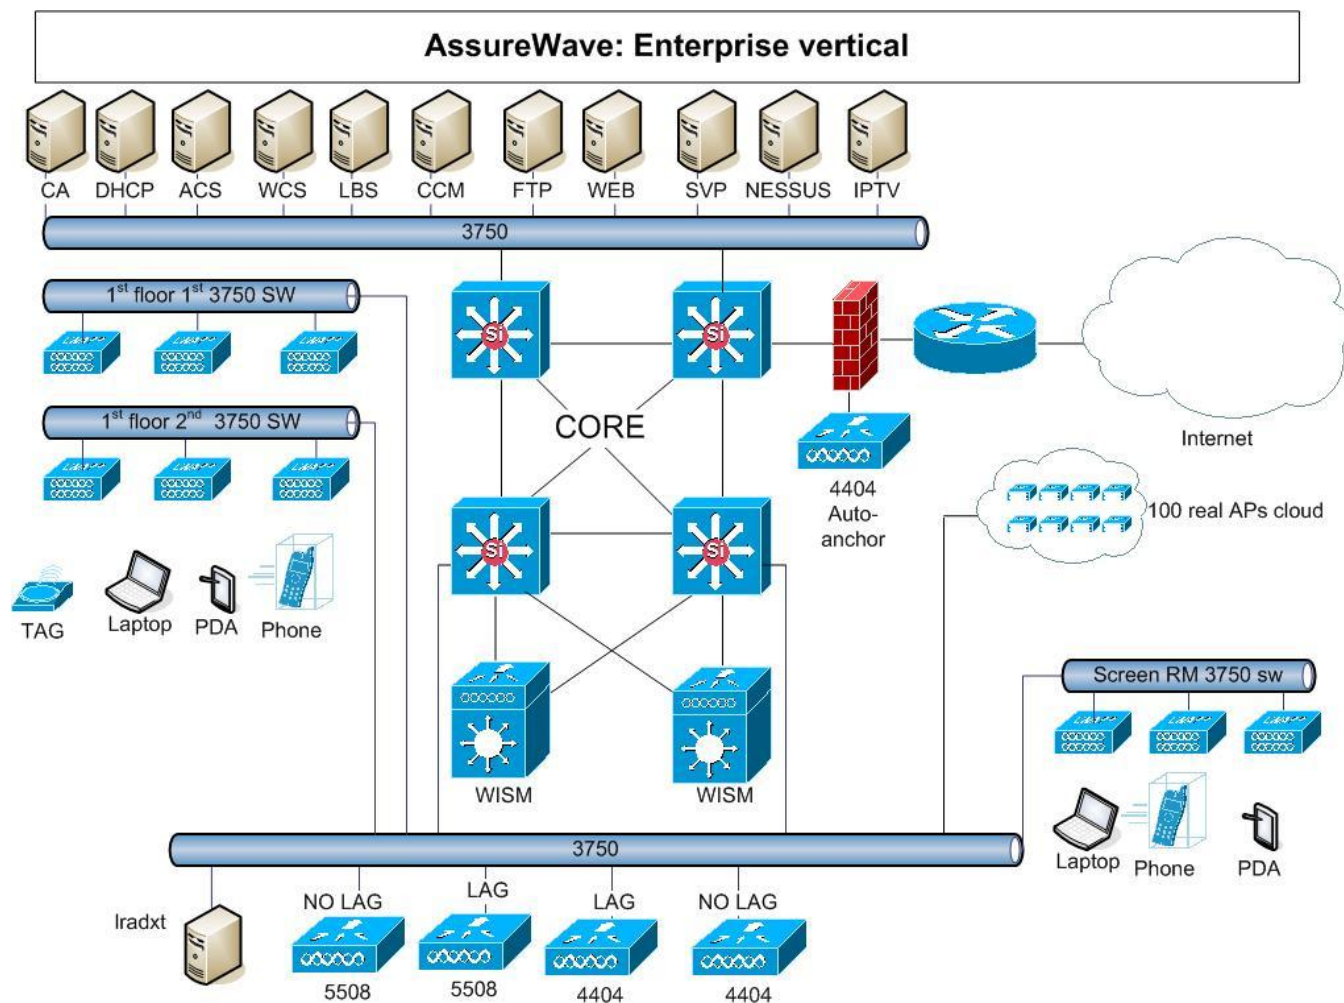 AssureWave: Enterprise vertical
CA DHCP ACS WCS LBS CCM FTP WEB SVP NESSUS IPTV
3750
1st floor 1st 3750 SW
1st floor 2nd 3750 SW
CORE
Internet
4404
Auto-
anchor
100 real APs cloud
TAG
Laptop
PDA
Phone
Screen RM 3750 sw
WISM
WISM
Laptop
Phone
PDA
3750
Iradxt
NO LAG
LAG
LAG
NO LAG
5508
5508
4404
4404